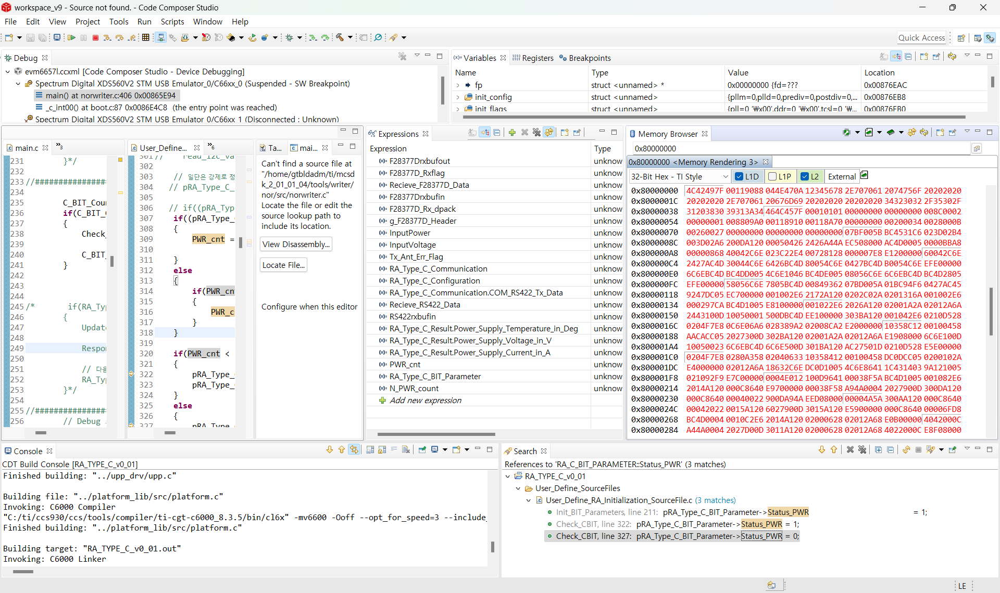 workspace_v9 - Source not found. - Code Composer Studio
File Edit View Project Tools Run Scripts Window Help
Quick Access
Debug
evm6657l.ccxml [Code Composer Studio - Device Debugging]
Spectrum Digital XDS560V2 STM USB Emulator_0/C66xx_0 (Suspended - SW Breakpoint)
main() at norwriter.c:406 0x00865E94
_c_int00() at boot.c:87 0x0086E4C8 (the entry point was reached)
Spectrum Digital XDS560V2 STM USB Emulator_0/C66xx_1 (Disconnected : Unknown)
(x)= Variables
1010 0101 Registers
Breakpoints
Name Type Value Location
fp struct <unnamed> * 0x00000000 {fd=??? 0x00876EAC
init_config struct <unnamed> {pllm=0,plld=0,prediv=0,postdiv=0,... 0x00876EB8
init_flags struct <unnamed> {pll=0 '₩x00',ddr=0 '₩x00',tcsl=0 '₩... 0x00876EB0
main.c
»3
231 }*/
232
233 //###############
234
235 C_BIT_Cou
236 if(C_BIT_
237 {
238 Check_
239
240 C_BIT_
241 }
242
243
244
245 /* if(RA_Typ
246 {
247 Updat
248
249 Respo
250
251 // 다음
252 RA_Typ
253 }*/
254
255 //###############
256 // Debug
User_Define...
»6
301 // read_i2c_va
302
303 // 일단은 강제로 정
304 // pRA_Type_C_
305
306 // if((pRA_Typ
307 if((pRA_Type_
308 {
309 PWR_cnt =
310
311 }
312 else
313 {
314 if(PWR_cn
315 {
316 PWR_c
317 }
318 }
319
320 if(PWR_cnt <
321 {
322 pRA_Type_
323 pRA_Type_
324 }
325 else
326 {
327 pRA_Type_
Ta...
mai...
Can't find a source file at
"/home/gtbldadm/ti/mcsd
k_2_01_01_04/tools/writer/
nor/src/norwriter.c"
Locate the file or edit the
source lookup path to
include its location.
View Disassembly...
Locate File...
Configure when this editor
Expressions
Expression Type
(x)= F28377Drxbufout unknow
(x)= F28377D_Rxflag unknow
(x)= Recieve_F28377D_Data unknow
(x)= F28377Drxbufin unknow
(x)= F28377D_Rx_dpack unknow
(x)= g_F28377D_Header unknow
(x)= InputPower unknow
(x)= InputVoltage unknow
(x)= Tx_Ant_Err_Flag unknow
(x)= RA_Type_C_Communication unknow
(x)= RA_Type_C_Configuration unknow
(x)= RA_Type_C_Communication.COM_RS422_Tx_Data unknow
(x)= Recieve_RS422_Data unknow
(x)= RS422rxbufin unknow
(x)= RA_Type_C_Result.Power_Supply_Temperature_in_Deg unknow
(x)= RA_Type_C_Result.Power_Supply_Voltage_in_V unknow
(x)= RA_Type_C_Result.Power_Supply_Current_in_A unknow
(x)= PWR_cnt unknow
(x)= RA_Type_C_BIT_Parameter unknow
(x)= N_PWR_count unknow
Add new expression
Memory Browser
0x80000000
0x80000000 <Memory Rendering 3>
32-Bit Hex - TI Style L1D L1P L2 External
0x80000000 4C42497F 00119088 044E470A 12345678 2E707061 2074756F 20202020
0x8000001C 20202020 2E707061 20676D69 20202020 20202020 34323032 2F35302F
0x80000038 31203830 39313A34 464C457F 00010101 00000000 00000000 008C0002
0x80000054 00000001 008809A0 00118910 00118A70 00000000 00200034 0028000B
0x80000070 00260027 00000000 00000000 00000000 07BF005B BC4531C6 023D02B4
0x8000008C 003D02A6 200DA120 00050426 2426A44A EC508000 AC4D0005 0000BBA8
0x800000A8 00000868 40042C6E 023C22E4 00728128 000007E8 E1200000 60042C6E
0x800000C4 2427AC4D 30044C6E 6426BC4D 80054C6E 0427BC4D B0054C6E EFE00000
0x800000E0 6C6EBC4D BC4DD005 4C6E1046 BC4DE005 08056C6E 6C6EBC4D BC4D2805
0x800000FC EFE00000 58056C6E 7805BC4D 00849362 07BD005A 01BC94F6 0427AC45
0x80000118 9247DC05 EC700000 001002E6 2172A120 0202C02A 0201316A 001002E6
0x80000134 000297CA BC4D1005 E8100000 001022E6 2026A120 02001A2A 02012A6A
0x80000150 2443100D 10050001 500DBC4D EE100000 303BA120 001042E6 0210D528
0x8000016C 0204F7E8 0C6E06A6 028389A2 02008CA2 E2000000 10358C12 00100458
0x80000188 AACACC05 2027300D 302BA120 02001A2A 02012A6A E1908000 6C6E100D
0x800001A4 10050023 6C6EBC4D 6C6E500D 301BA120 AC27501D 0210D528 E5E00000
0x800001C0 0204F7E8 0280A358 02040633 10358412 00100458 DC0DCC05 0200102A
0x800001DC E4000000 02012A6A 18632C6E DC0D1005 4C6E8641 1C431403 9A121005
0x800001F8 021092F9 E7C00000 0004E012 100D9641 00038F5A BC4D1005 001082E6
0x80000214 2014A120 000C8640 E9700000 00038F58 A94A0004 2027900D 300DA120
0x80000230 000C8640 00040022 900DA94A EED08000 00004A5A 300AA120 000C8640
0x8000024C 00042022 0015A120 6027900D 3015A120 E5900000 000C8640 00006FD8
0x80000268 BC4D0004 0010C2E6 2014A120 02000628 02012A68 E0B00000 4042000C
0x80000284 A44A0004 2027D00D 3011A120 02000628 02012A68 4022000C E8F08000
Console
CDT Build Console [RA_TYPE_C_v0_01]
Finished building: "../upp_drv/upp.c"
Building file: "../platform_lib/src/platform.c"
Invoking: C6000 Compiler
"C:/ti/ccs930/ccs/tools/compiler/ti-cgt-c6000_8.3.5/bin/cl6x" -mv6600 -Ooff --opt_for_speed=3 --include_
Finished building: "../platform_lib/src/platform.c"
Building target: "RA_TYPE_C_v0_01.out"
Invoking: C6000 Linker
Search
References to 'RA_C_BIT_PARAMETER::Status_PWR' (3 matches)
RA_TYPE_C_v0_01
User_Define_SourceFiles
User_Define_RA_Initialization_SourceFile.c (3 matches)
Init_BIT_Parameters, line 211: pRA_Type_C_BIT_Parameter->Status_PWR = 1;
Check_CBIT, line 322: pRA_Type_C_BIT_Parameter->Status_PWR = 1;
Check_CBIT, line 327: pRA_Type_C_BIT_Parameter->Status_PWR = 0;
LE